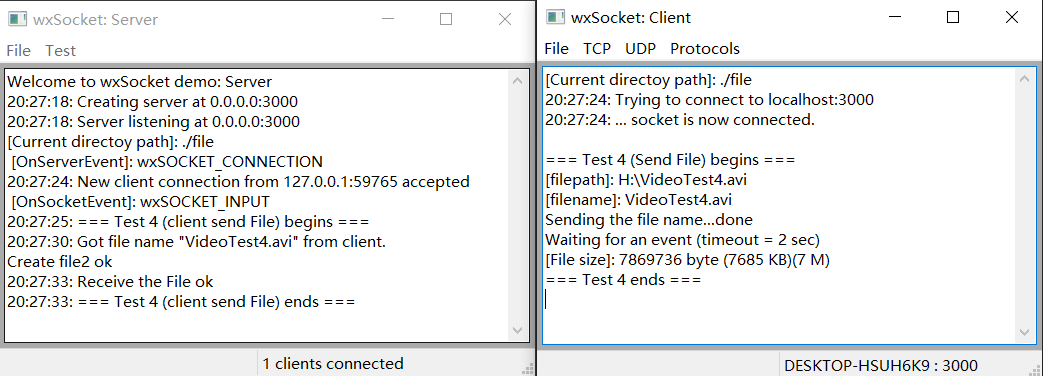 wxSocket: Server
File Test
Welcome to wxSocket demo: Server
20:27:18: Creating server at 0.0.0.0:3000
20:27:18: Server listening at 0.0.0.0:3000
[Current directoy path]: ./file
[OnServerEvent]: wxSOCKET_CONNECTION
20:27:24: New client connection from 127.0.0.1:59765 accepted
[OnSocketEvent]: wxSOCKET_INPUT
20:27:25: === Test 4 (client send File) begins ===
20:27:30: Got file name "VideoTest4.avi" from client.
Create file2 ok
20:27:33: Receive the File ok
20:27:33: === Test 4 (client send File) ends ===
1 clients connected
wxSocket: Client
File TCP UDP Protocols
[Current directoy path]: ./file
20:27:24: Trying to connect to localhost:3000
20:27:24: ... socket is now connected.
=== Test 4 (Send File) begins ===
[filepath]: H:\VideoTest4.avi
[filename]: VideoTest4.avi
Sending the file name...done
Waiting for an event (timeout = 2 sec)
[File size]: 7869736 byte (7685 KB)(7 M)
=== Test 4 ends ===
DESKTOP-HSUH6K9 : 3000